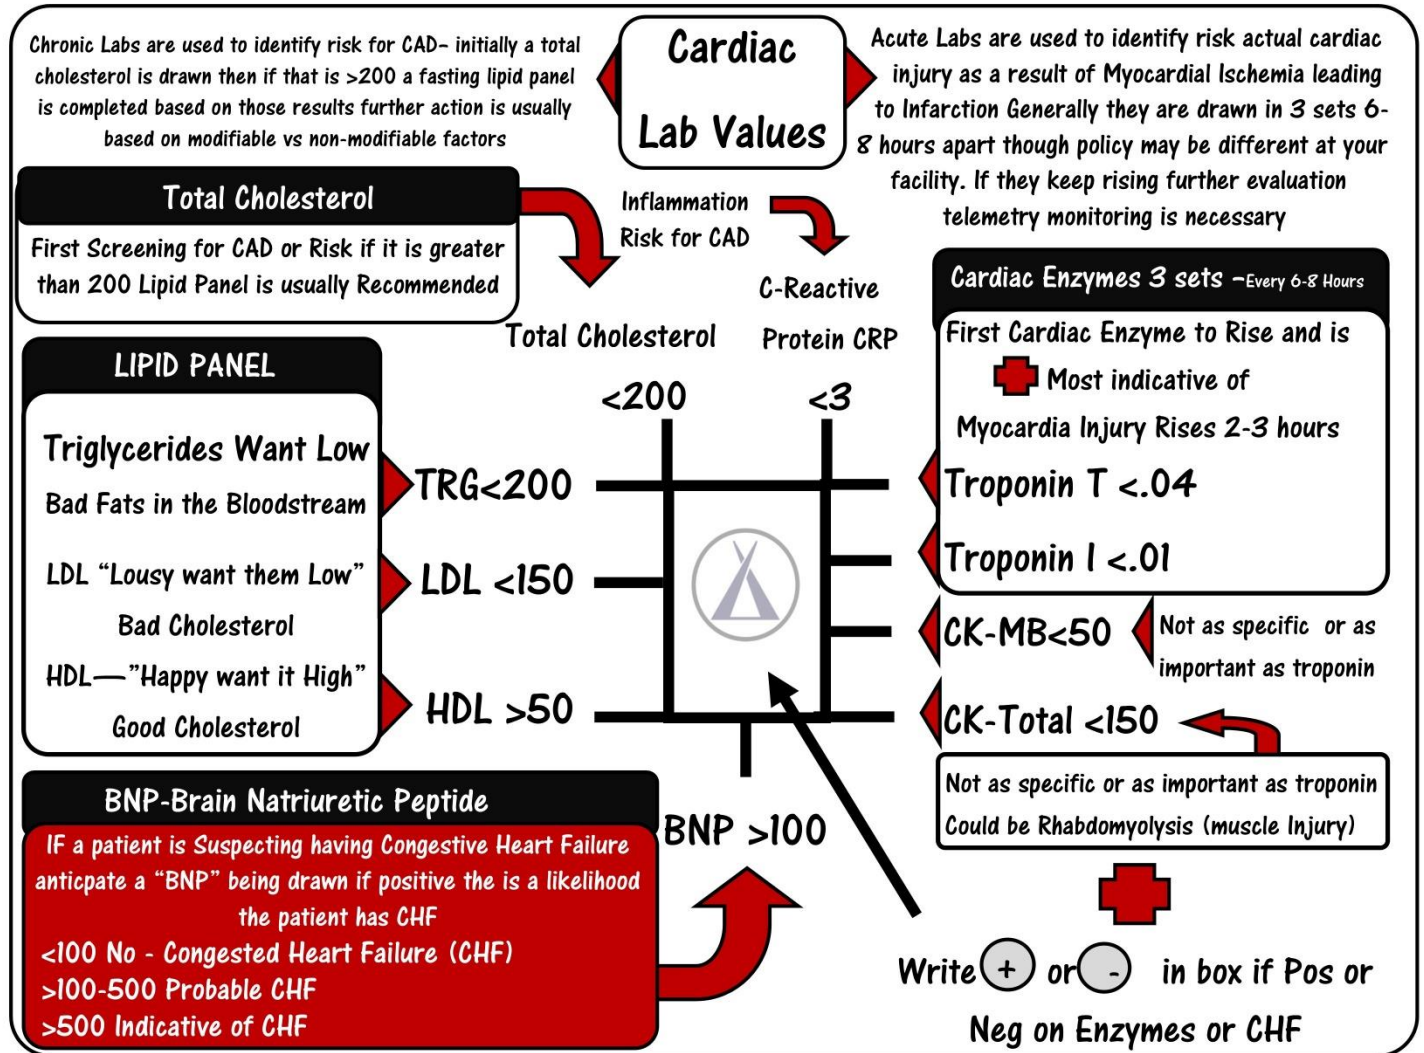 Chronic Labs are used to identify risk for CAD– initially a total
cholesterol is drawn then if that is >200 a fasting lipid panel
is completed based on those results further action is usually
based on modifiable vs non-modifiable factors
Cardiac
Lab Values
Acute Labs are used to identify risk actual cardiac
injury as a result of Myocardial Ischemia leading
to Infarction Generally they are drawn in 3 sets 6-
8 hours apart though policy may be different at your
facility. If they keep rising further evaluation
telemetry monitoring is necessary
Total Cholesterol
First Screening for CAD or Risk if it is greater
than 200 Lipid Panel is usually Recommended
Inflammation
Risk for CAD
Total Cholesterol
<200
C-Reactive
Protein CRP
<3
LIPID PANEL
Triglycerides Want Low
Bad Fats in the Bloodstream
LDL “Lousy want them Low”
Bad Cholesterol
HDL—”Happy want it High”
Good Cholesterol
TRG<200
LDL <150
HDL >50
Cardiac Enzymes 3 sets –Every 6-8 Hours
First Cardiac Enzyme to Rise and is
Most indicative of
Myocardia Injury Rises 2-3 hours
Troponin T <.04
Troponin I <.01
CK-MB<50
Not as specific or as
important as troponin
CK-Total <150
Not as specific or as important as troponin
Could be Rhabdomyolysis (muscle Injury)
BNP-Brain Natriuretic Peptide
IF a patient is Suspecting having Congestive Heart Failure
anticpate a “BNP” being drawn if positive the is a likelihood
the patient has CHF
<100 No - Congested Heart Failure (CHF)
>100-500 Probable CHF
>500 Indicative of CHF
BNP >100
Write + or - in box if Pos or
Neg on Enzymes or CHF